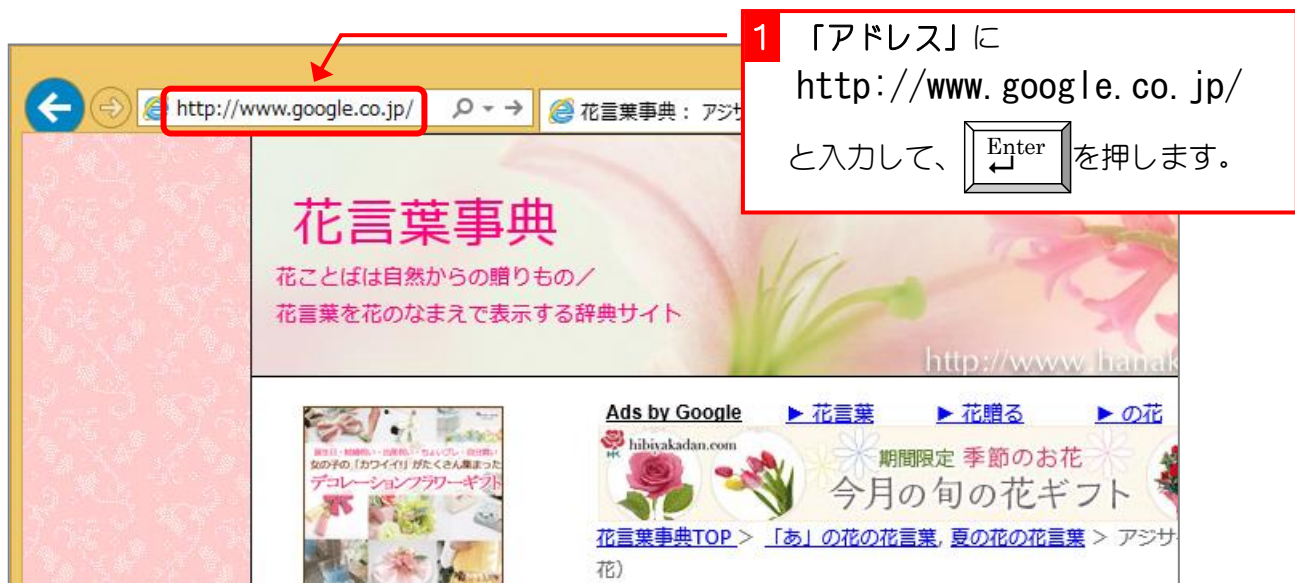 1 「アドレス」に
http://www.google.co.jp/
と入力して、 Enter を押します。
http://www.google.co.jp/
花言葉事典： アジサ
花言葉事典
花ことばは自然からの贈りもの／
花言葉を花のなまえで表示する辞典サイト
http://www.hanak
Ads by Google ▶ 花言葉 ▶ 花贈る ▶ の花
hibiyakadan.com
期間限定 季節のお花
今月の旬の花ギフト
女の子の「カワイイ!」がたくさん集まった
デコレーションフラワーギフト
花言葉事典TOP > 「あ」の花の花言葉, 夏の花の花言葉 > アジサ
花）